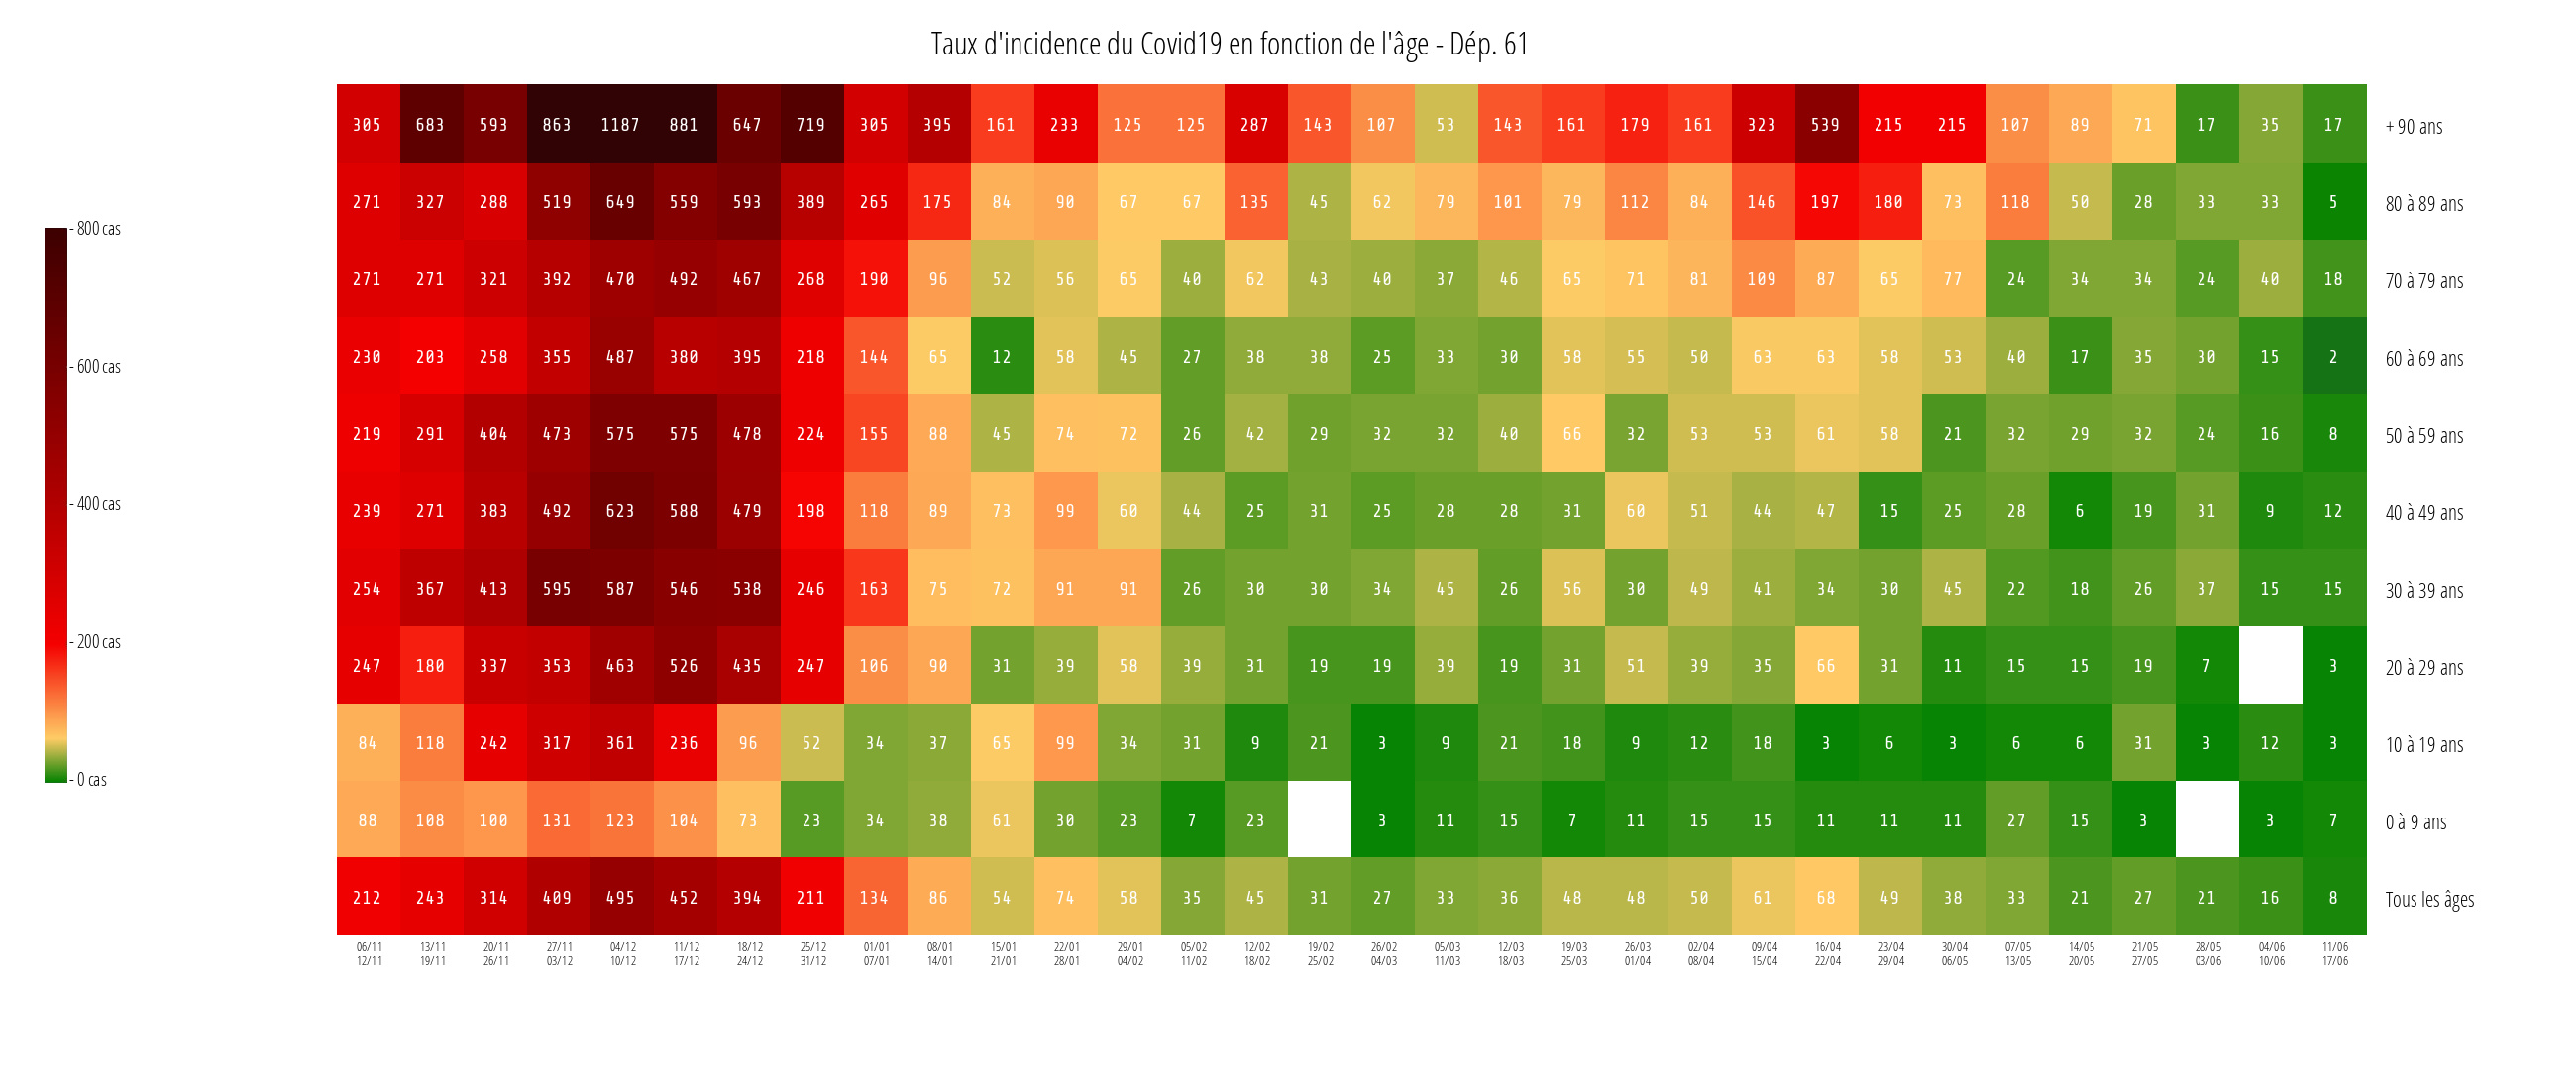 Taux d'incidence du Covid19 en fonction de l'âge - Dép. 61
- 800 cas
- 600 cas
- 400 cas
- 200 cas
- 0 cas
305 683 593 863 1187 881 647 719 305 395 161 233 125 125 287 143 107 53 143 161 179 161 323 539 215 215 107 89 71 17 35 17 + 90 ans
271 327 288 519 649 559 593 389 265 175 84 90 67 67 135 45 62 79 101 79 112 84 146 197 180 73 118 50 28 33 33 5 80 à 89 ans
271 271 321 392 470 492 467 268 190 96 52 56 65 40 62 43 40 37 46 65 71 81 109 87 65 77 24 34 34 24 40 18 70 à 79 ans
230 203 258 355 487 380 395 218 144 65 12 58 45 27 38 38 25 33 30 58 55 50 63 63 58 53 40 17 35 30 15 2 60 à 69 ans
219 291 404 473 575 575 478 224 155 88 45 74 72 26 42 29 32 32 40 66 32 53 53 61 58 21 32 29 32 24 16 8 50 à 59 ans
239 271 383 492 623 588 479 198 118 89 73 99 60 44 25 31 25 28 28 31 60 51 44 47 15 25 28 6 19 31 9 12 40 à 49 ans
254 367 413 595 587 546 538 246 163 75 72 91 91 26 30 30 34 45 26 56 30 49 41 34 30 45 22 18 26 37 15 15 30 à 39 ans
247 180 337 353 463 526 435 247 106 90 31 39 58 39 31 19 19 39 19 31 51 39 35 66 31 11 15 15 19 7 3 20 à 29 ans
84 118 242 317 361 236 96 52 34 37 65 99 34 31 9 21 3 9 21 18 9 12 18 3 6 3 6 6 31 3 12 3 10 à 19 ans
88 108 100 131 123 104 73 23 34 38 61 30 23 7 23 3 11 15 7 11 15 15 11 11 11 27 15 3 3 7 0 à 9 ans
212 243 314 409 495 452 394 211 134 86 54 74 58 35 45 31 27 33 36 48 48 50 61 68 49 38 33 21 27 21 16 8 Tous les âges
06/11 13/11 20/11 27/11 04/12 11/12 18/12 25/12 01/01 08/01 15/01 22/01 29/01 05/02 12/02 19/02 26/02 05/03 12/03 19/03 26/03 02/04 09/04 16/04 23/04 30/04 07/05 14/05 21/05 28/05 04/06 11/06
12/11 19/11 26/11 03/12 10/12 17/12 24/12 31/12 07/01 14/01 21/01 28/01 04/02 11/02 18/02 25/02 04/03 11/03 18/03 25/03 01/04 08/04 15/04 22/04 29/04 06/05 13/05 20/05 27/05 03/06 10/06 17/06